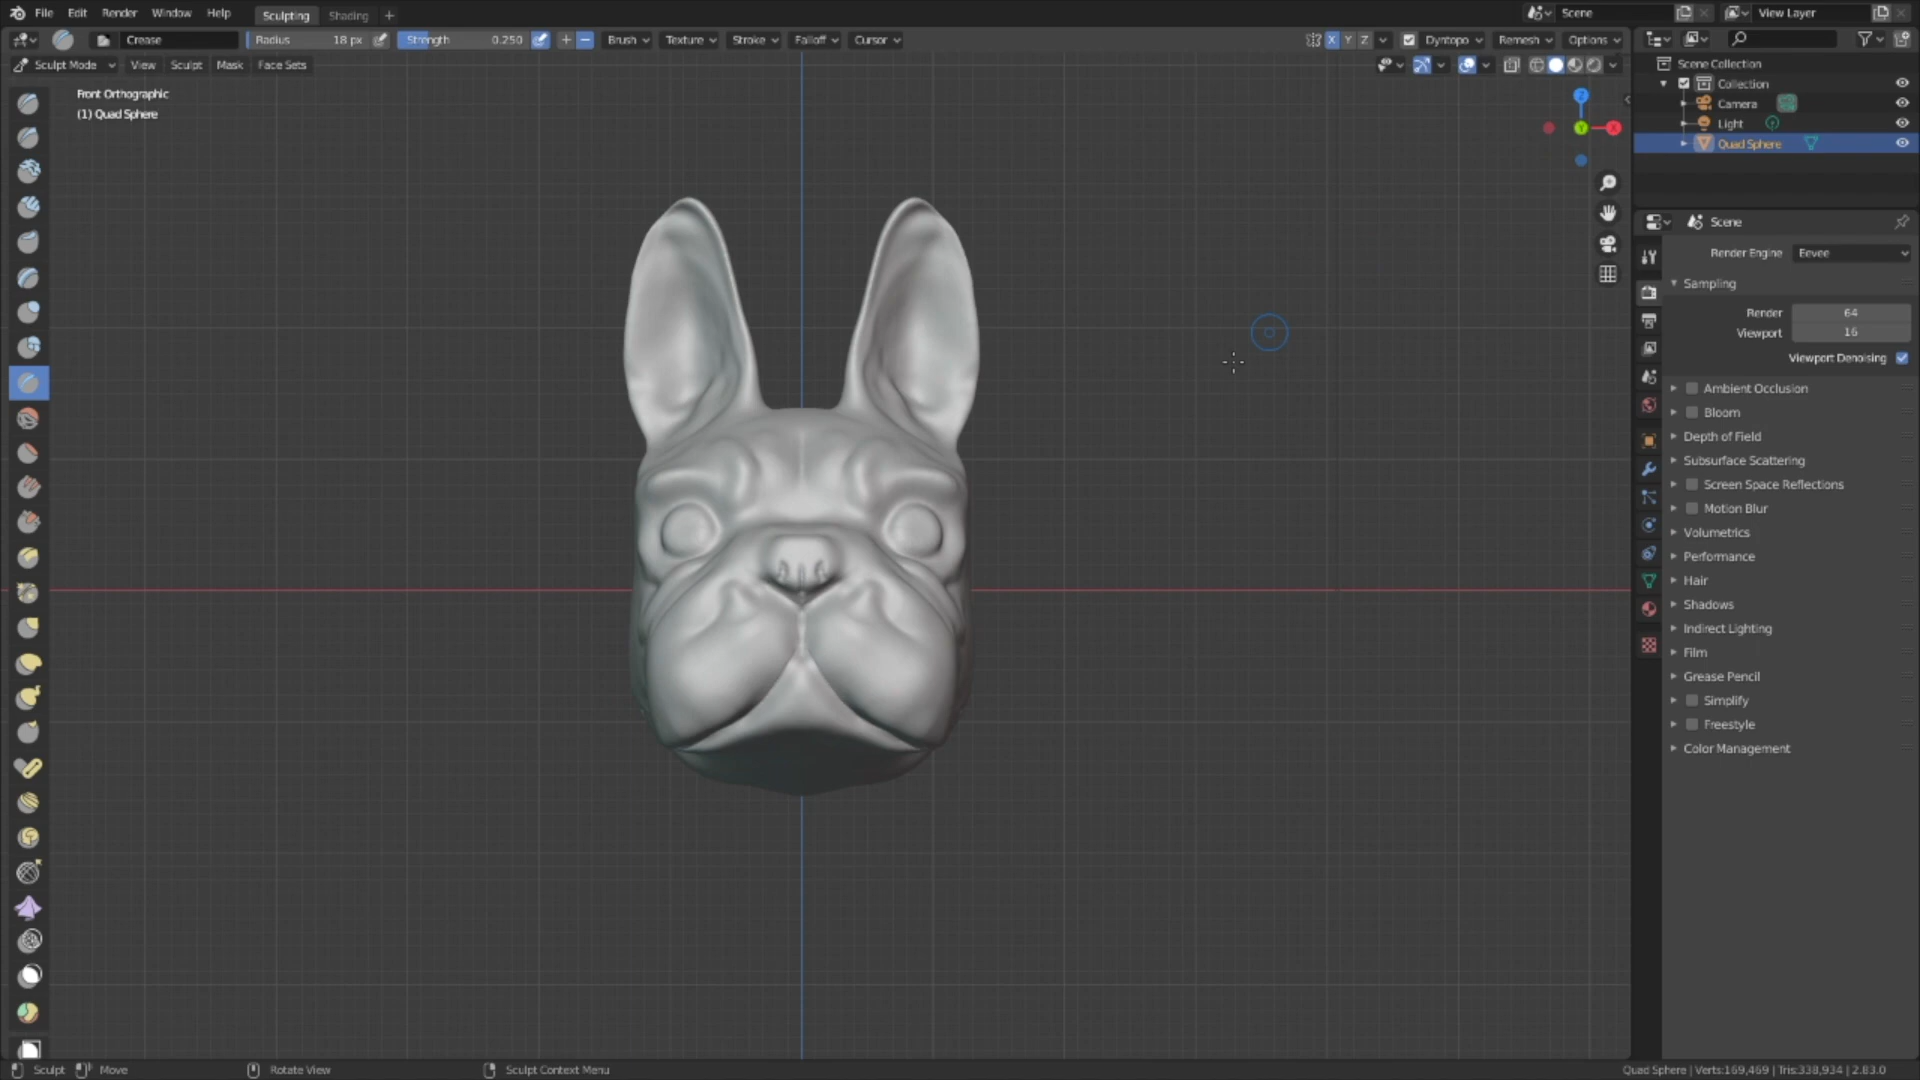 File Edit Render Window Help Sculpting Shading + Scene View Layer
Crease Radius 18 px Strength 0.250 Brush Texture Stroke Falloff Cursor X Y Z Dyntopo Remesh Options
Sculpt Mode View Sculpt Mask Face Sets
Front Orthographic
(1) Quad Sphere
Z
Y
X
Scene Collection
Collection
Camera
Light
Quad Sphere
Scene
Render Engine Eevee
Sampling
Render 64
Viewport 16
Viewport Denoising
Ambient Occlusion
Bloom
Depth of Field
Subsurface Scattering
Screen Space Reflections
Motion Blur
Volumetrics
Performance
Hair
Shadows
Indirect Lighting
Film
Grease Pencil
Simplify
Freestyle
Color Management
Sculpt Move Rotate View Sculpt Context Menu Quad Sphere | Verts:169,469 | Tris:338,934 | 2.83.0